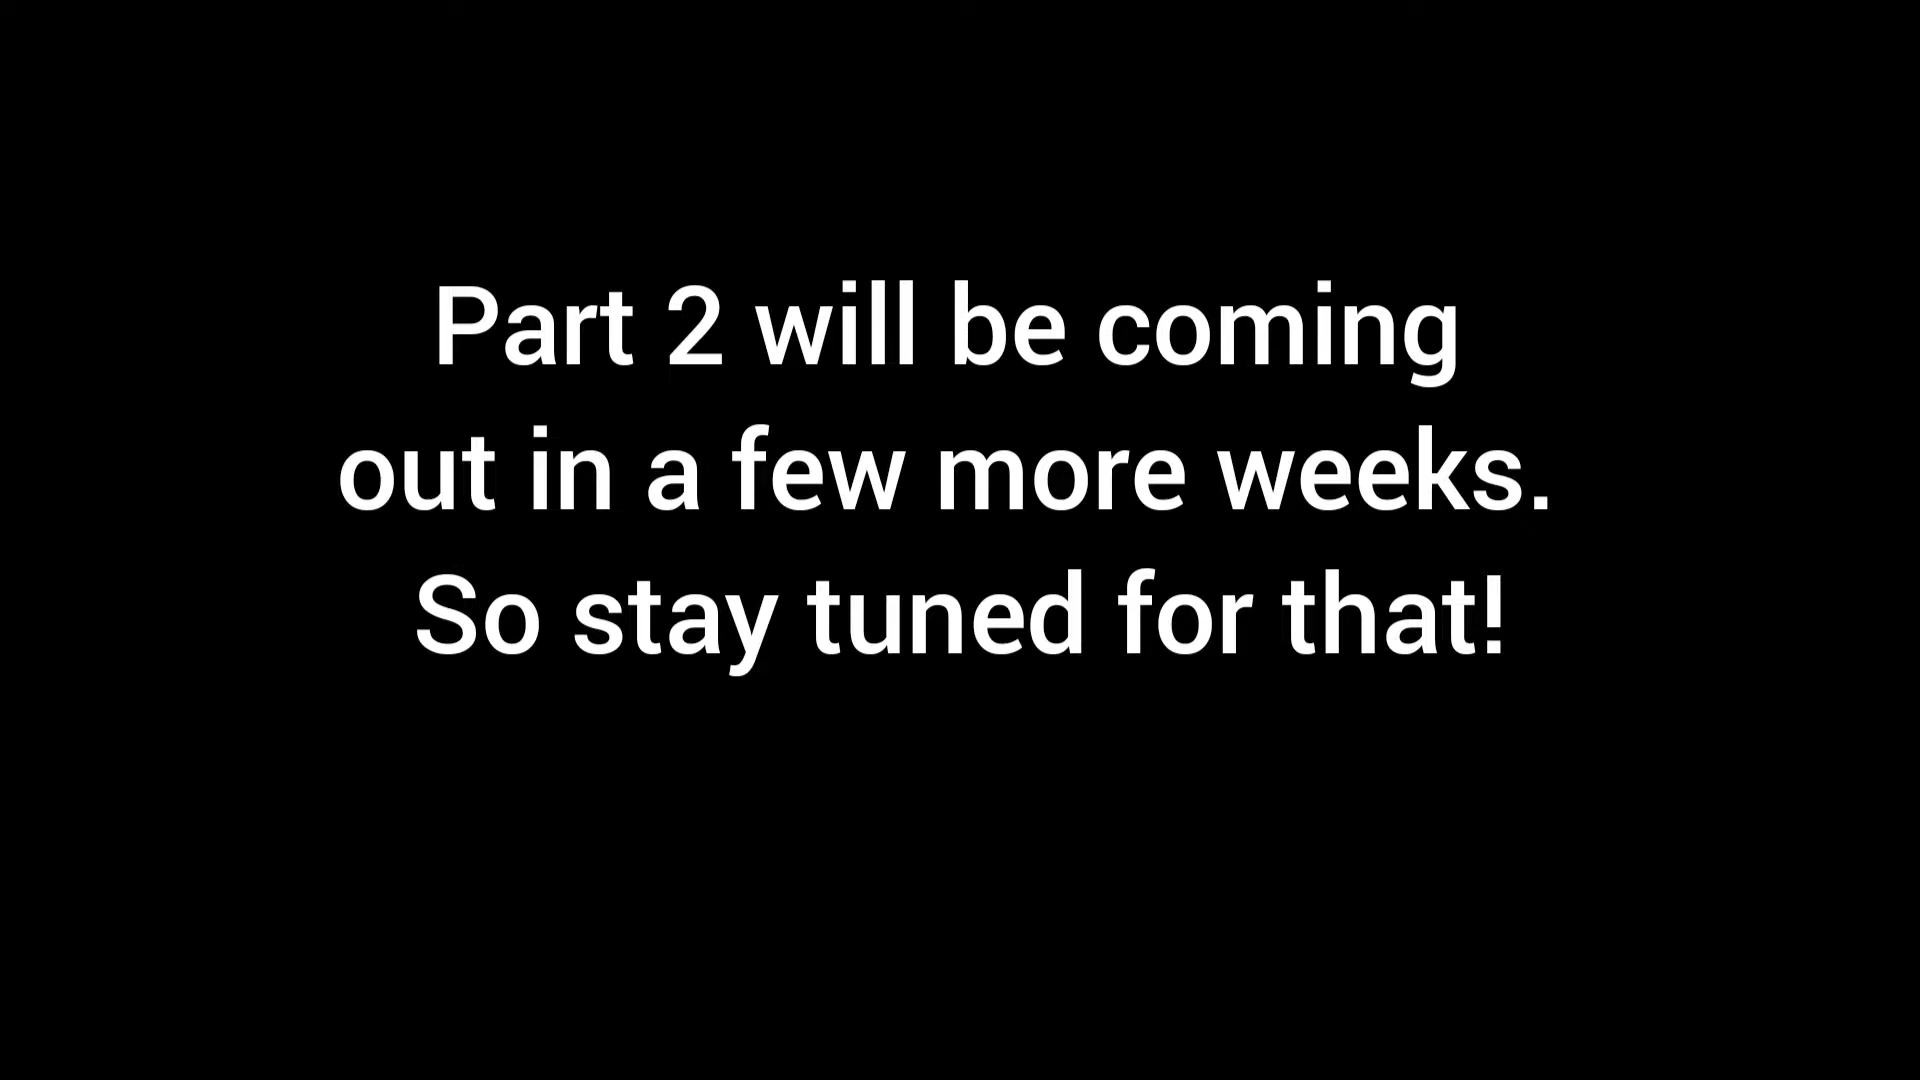 Part 2 will be coming
out in a few more weeks.
So stay tuned for that!